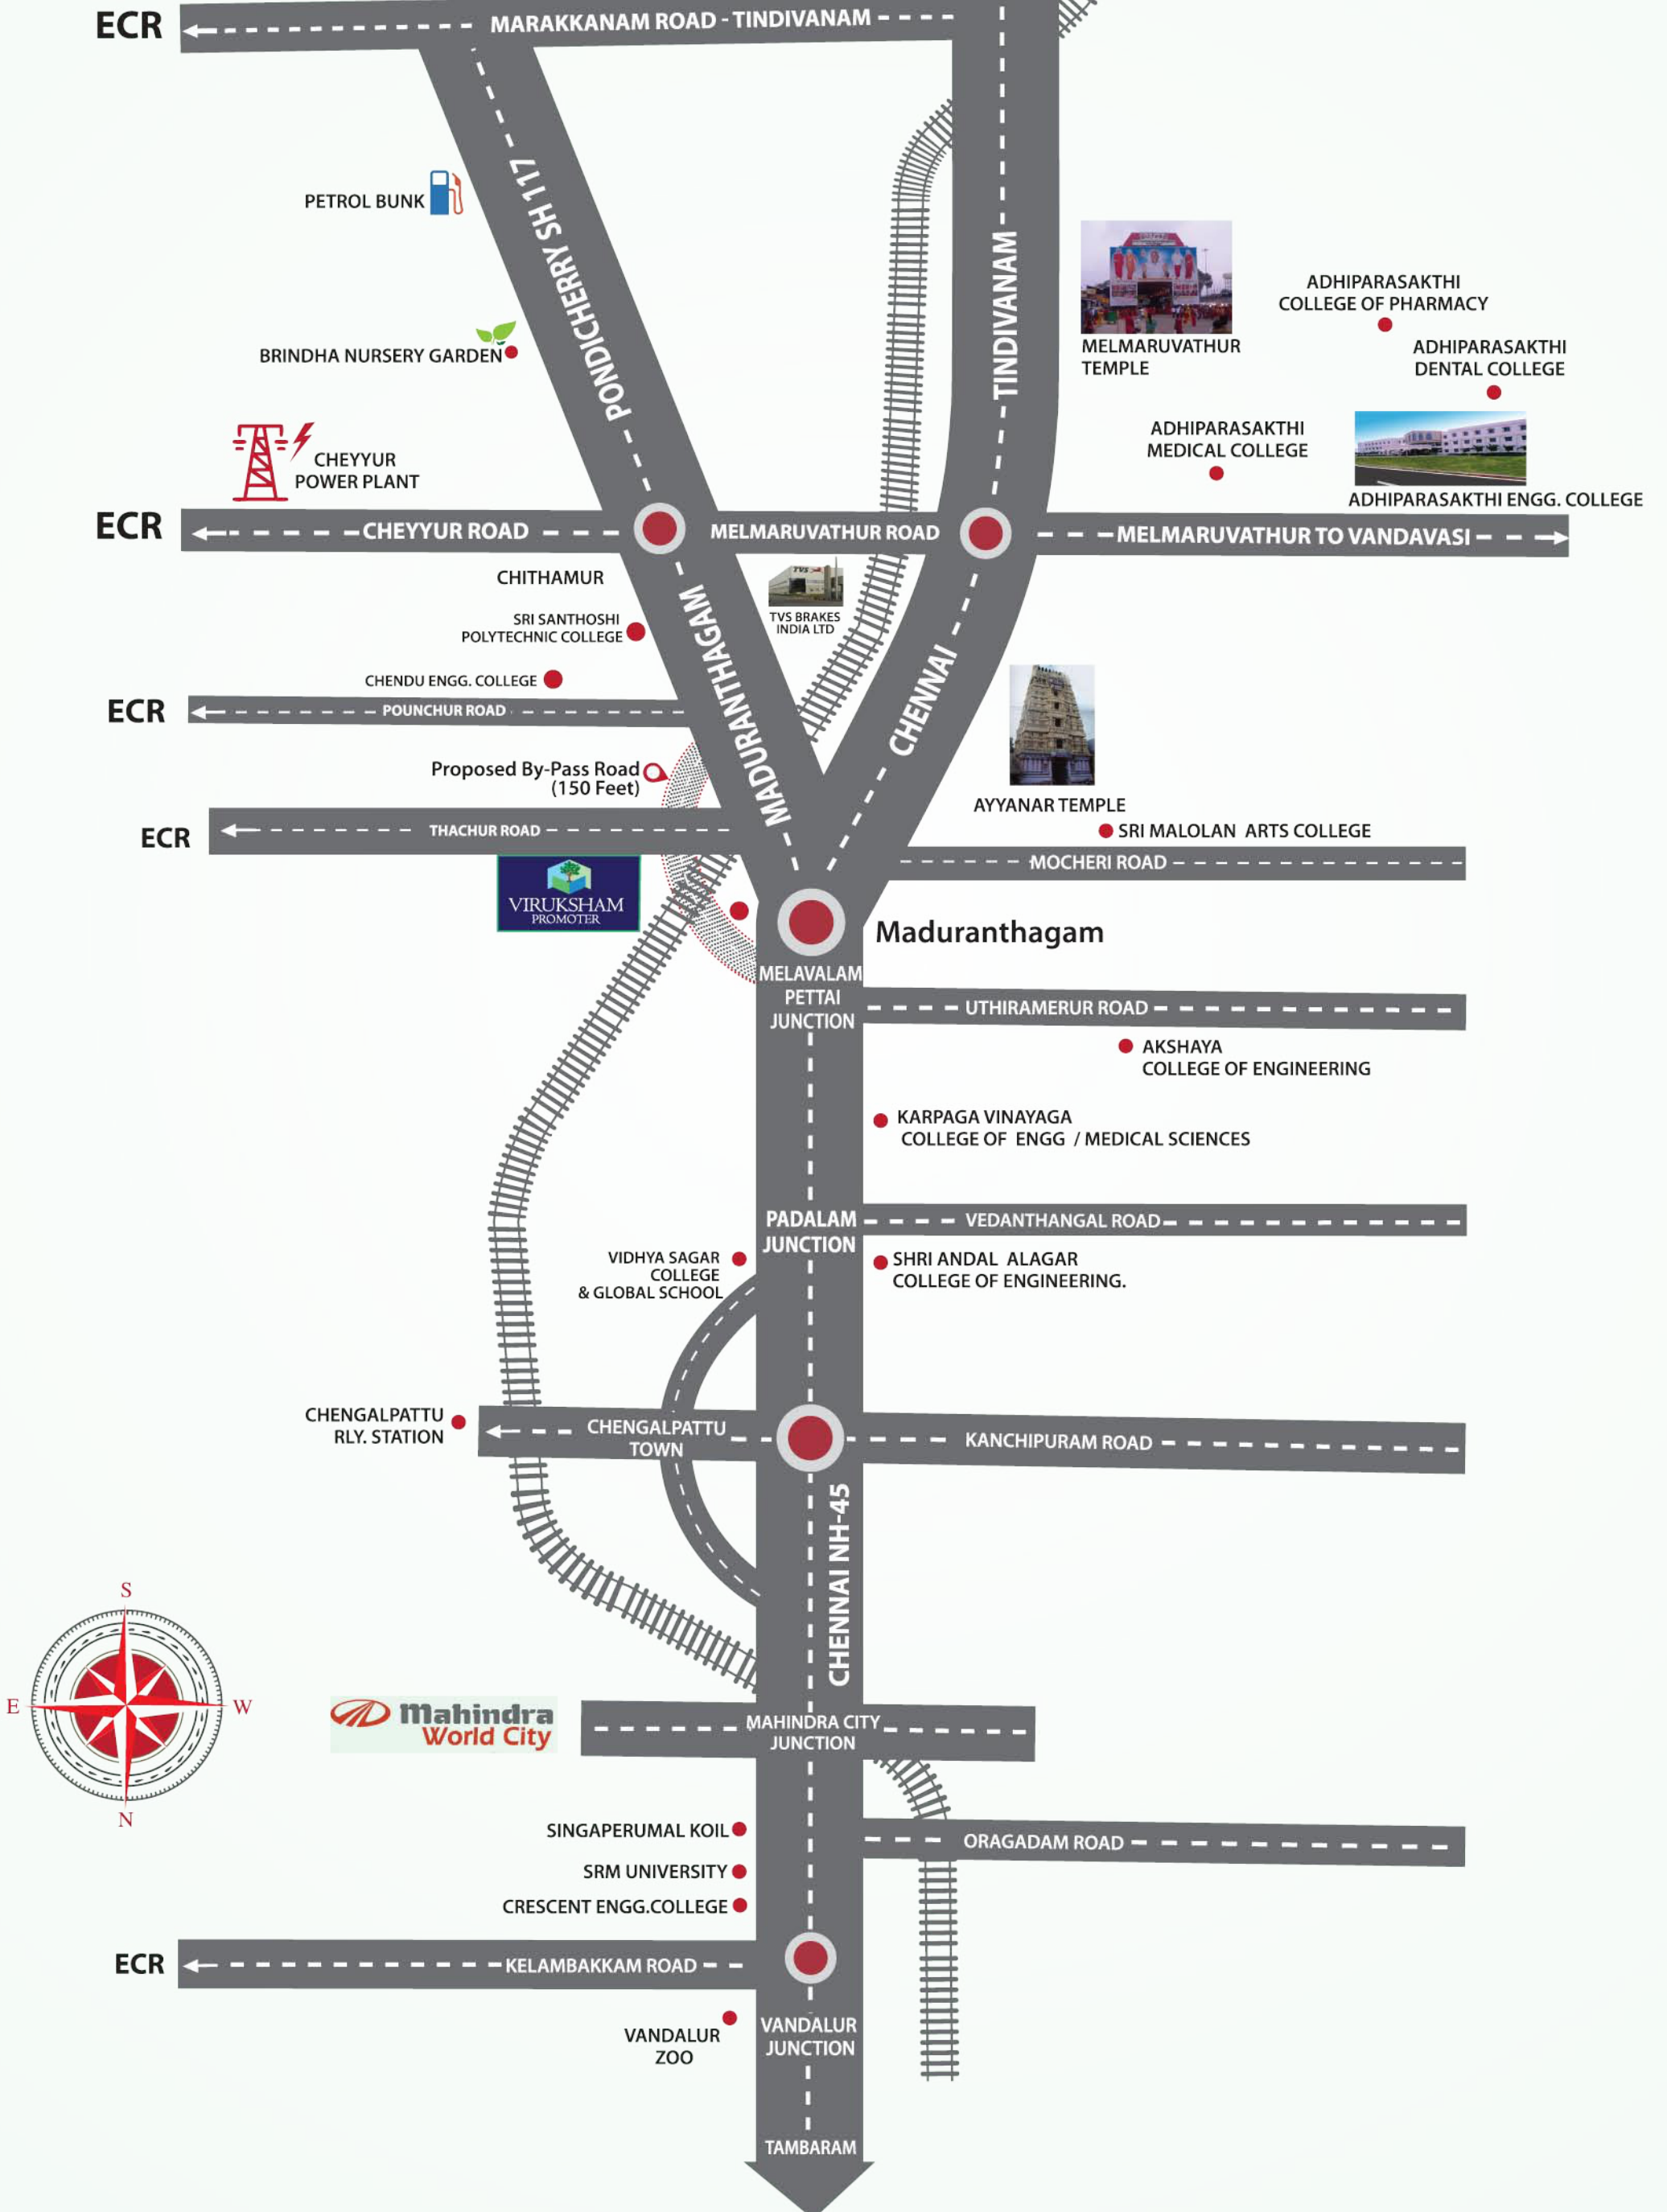 ECR
MARAKKANAM ROAD - TINDIVANAM
PETROL BUNK
PONDICHERRY SH 117
TINDIVANAM
BRINDHA NURSERY GARDEN
MELMARUVATHUR
TEMPLE
ADHIPARASAKTHI
COLLEGE OF PHARMACY
ADHIPARASAKTHI
DENTAL COLLEGE
ADHIPARASAKTHI
MEDICAL COLLEGE
ADHIPARASAKTHI ENGG. COLLEGE
CHEYYUR
POWER PLANT
ECR
CHEYYUR ROAD
MELMARUVATHUR ROAD
MELMARUVATHUR TO VANDAVASI
CHITHAMUR
TVS
TVS BRAKES
INDIA LTD
SRI SANTHOSHI
POLYTECHNIC COLLEGE
MADURANTHAGAM
CHENNAI
CHENDU ENGG. COLLEGE
ECR
POUNCHUR ROAD
Proposed By-Pass Road
(150 Feet)
AYYANAR TEMPLE
SRI MALOLAN ARTS COLLEGE
ECR
THACHUR ROAD
MOCHERI ROAD
VIRUKSHAM
PROMOTER
Maduranthagam
MELAVALAM
PETTAI
JUNCTION
UTHIRAMERUR ROAD
AKSHAYA
COLLEGE OF ENGINEERING
KARPAGA VINAYAGA
COLLEGE OF ENGG / MEDICAL SCIENCES
PADALAM
JUNCTION
VEDANTHANGAL ROAD
VIDHYA SAGAR
COLLEGE
& GLOBAL SCHOOL
SHRI ANDAL ALAGAR
COLLEGE OF ENGINEERING.
CHENGALPATTU
RLY. STATION
CHENGALPATTU
TOWN
KANCHIPURAM ROAD
CHENNAI NH-45
S
E
W
N
Mahindra
World City
MAHINDRA CITY
JUNCTION
SINGAPERUMAL KOIL
ORAGADAM ROAD
SRM UNIVERSITY
CRESCENT ENGG.COLLEGE
ECR
KELAMBAKKAM ROAD
VANDALUR
ZOO
VANDALUR
JUNCTION
TAMBARAM